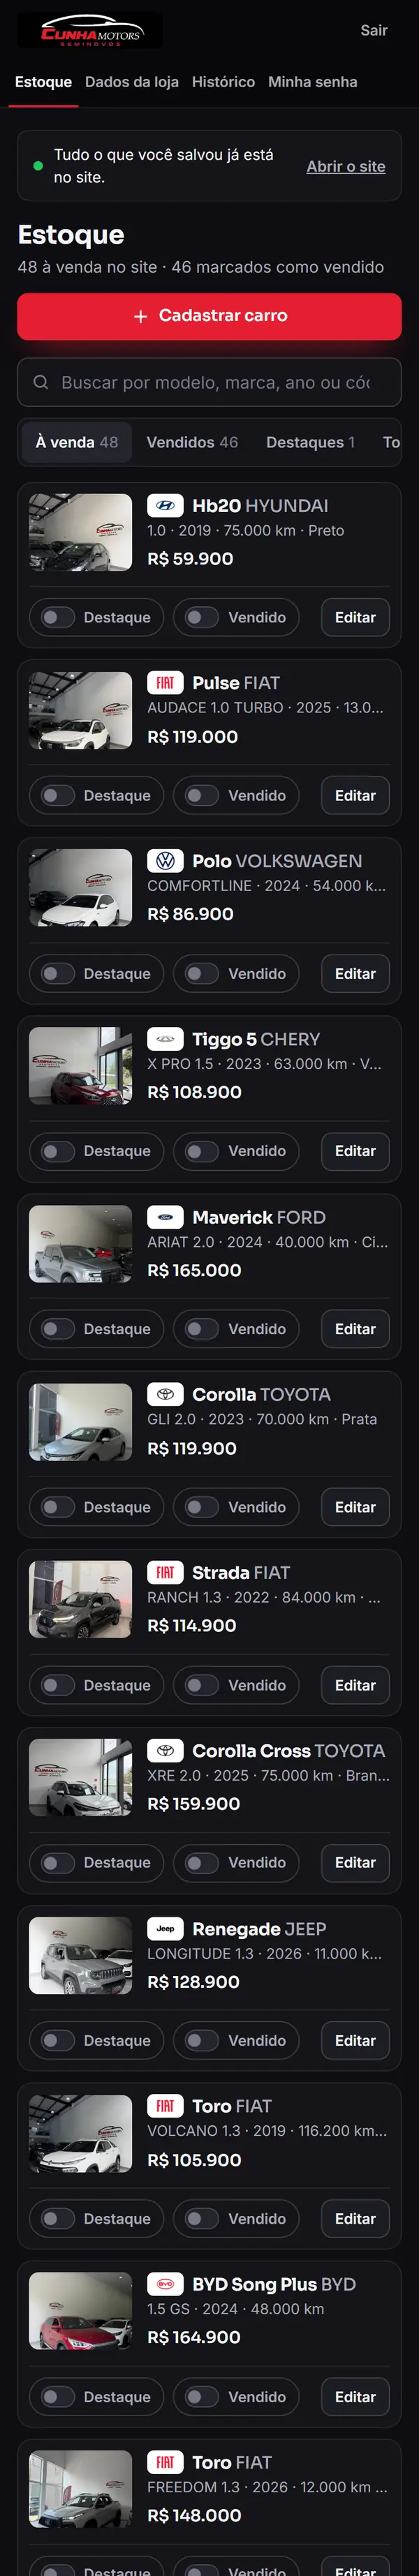 CUNHA MOTORS
SEMINOVOS
Sair
Estoque Dados da loja Histórico Minha senha
Tudo o que você salvou já está
no site.
Abrir o site
Estoque
48 à venda no site · 46 marcados como vendido
+ Cadastrar carro
Buscar por modelo, marca, ano ou cóc
À venda 48 Vendidos 46 Destaques 1 To
Hb20 HYUNDAI
1.0 · 2019 · 75.000 km · Preto
R$ 59.900
Destaque Vendido Editar
FIAT Pulse FIAT
AUDACE 1.0 TURBO · 2025 · 13.0...
R$ 119.000
Destaque Vendido Editar
Polo VOLKSWAGEN
COMFORTLINE · 2024 · 54.000 k...
R$ 86.900
Destaque Vendido Editar
Tiggo 5 CHERY
X PRO 1.5 · 2023 · 63.000 km · V...
R$ 108.900
Destaque Vendido Editar
Ford Maverick FORD
ARIAT 2.0 · 2024 · 40.000 km · Ci...
R$ 165.000
Destaque Vendido Editar
Corolla TOYOTA
GLI 2.0 · 2023 · 70.000 km · Prata
R$ 119.900
Destaque Vendido Editar
FIAT Strada FIAT
RANCH 1.3 · 2022 · 84.000 km · ...
R$ 114.900
Destaque Vendido Editar
Corolla Cross TOYOTA
XRE 2.0 · 2025 · 75.000 km · Bran...
R$ 159.900
Destaque Vendido Editar
Jeep Renegade JEEP
LONGITUDE 1.3 · 2026 · 11.000 k...
R$ 128.900
Destaque Vendido Editar
FIAT Toro FIAT
VOLCANO 1.3 · 2019 · 116.200 km...
R$ 105.900
Destaque Vendido Editar
BYD BYD Song Plus BYD
1.5 GS · 2024 · 48.000 km
R$ 164.900
Destaque Vendido Editar
FIAT Toro FIAT
FREEDOM 1.3 · 2026 · 12.000 km ...
R$ 148.000
Destaque Vendido Editar